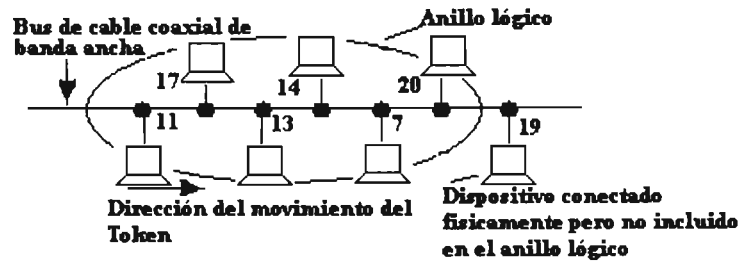 Bus de cable coaxial de
banda ancha
Anillo lógico
17
14
20
11
13
7
19
Dirección del movimiento del
Token
Dispositivo conectado
fisicamente pero no incluido
en el anillo lógico